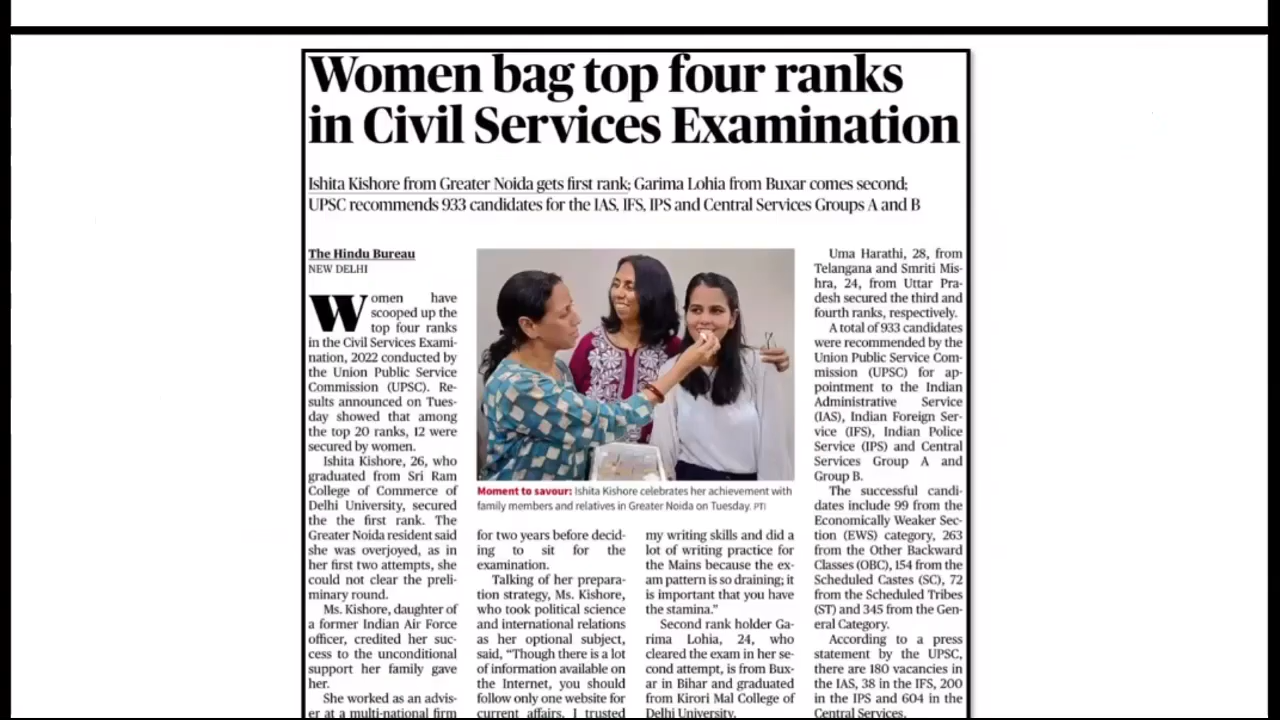 Women bag top four ranks
in Civil Services Examination
Ishita Kishore from Greater Noida gets first rank; Garima Lohia from Buxar comes second;
UPSC recommends 933 candidates for the IAS, IFS, IPS and Central Services Groups A and B
The Hindu Bureau
NEW DELHI
Women have
scooped up the
top four ranks
in the Civil Services Exami-
nation, 2022 conducted by
the Union Public Service
Commission (UPSC). Re-
sults announced on Tues-
day showed that among
the top 20 ranks, 12 were
secured by women.
Ishita Kishore, 26, who
graduated from Sri Ram
College of Commerce of
Delhi University, secured
the the first rank. The
Greater Noida resident said
she was overjoyed, as in
her first two attempts, she
could not clear the preli-
minary round.
Ms. Kishore, daughter of
a former Indian Air Force
officer, credited her suc-
cess to the unconditional
support her family gave
her.
She worked as an advis-
er at a multi-national firm
Moment to savour: Ishita Kishore celebrates her achievement with
family members and relatives in Greater Noida on Tuesday. PTI
for two years before decid-
ing to sit for the
examination.
Talking of her prepara-
tion strategy, Ms. Kishore,
who took political science
and international relations
as her optional subject,
said, “Though there is a lot
of information available on
the Internet, you should
follow only one website for
current affairs. I trusted
my writing skills and did a
lot of writing practice for
the Mains because the ex-
am pattern is so draining; it
is important that you have
the stamina.”
Second rank holder Ga-
rima Lohia, 24, who
cleared the exam in her se-
cond attempt, is from Bux-
ar in Bihar and graduated
from Kirori Mal College of
Delhi University.
Uma Harathi, 28, from
Telangana and Smriti Mis-
hra, 24, from Uttar Pra-
desh secured the third and
fourth ranks, respectively.
A total of 933 candidates
were recommended by the
Union Public Service Com-
mission (UPSC) for ap-
pointment to the Indian
Administrative Service
(IAS), Indian Foreign Ser-
vice (IFS), Indian Police
Service (IPS) and Central
Services Group A and
Group B.
The successful candi-
dates include 99 from the
Economically Weaker Sec-
tion (EWS) category, 263
from the Other Backward
Classes (OBC), 154 from the
Scheduled Castes (SC), 72
from the Scheduled Tribes
(ST) and 345 from the Gen-
eral Category.
According to a press
statement by the UPSC,
there are 180 vacancies in
the IAS, 38 in the IFS, 200
in the IPS and 604 in the
Central Services.